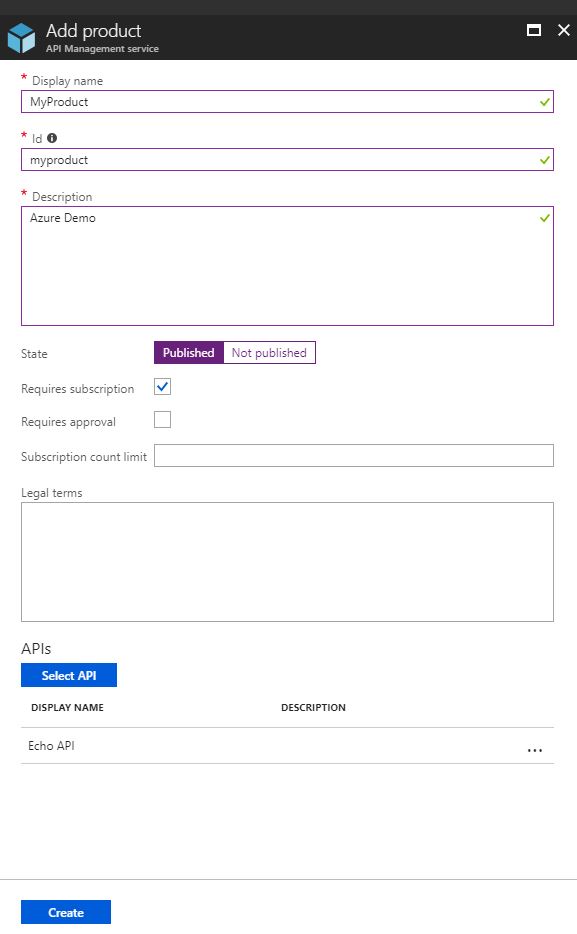 Add product
API Management service
* Display name
MyProduct
* Id
myproduct
* Description
Azure Demo
State Published Not published
Requires subscription
Requires approval
Subscription count limit
Legal terms
APIs
Select API
DISPLAY NAME DESCRIPTION
Echo API ...
Create